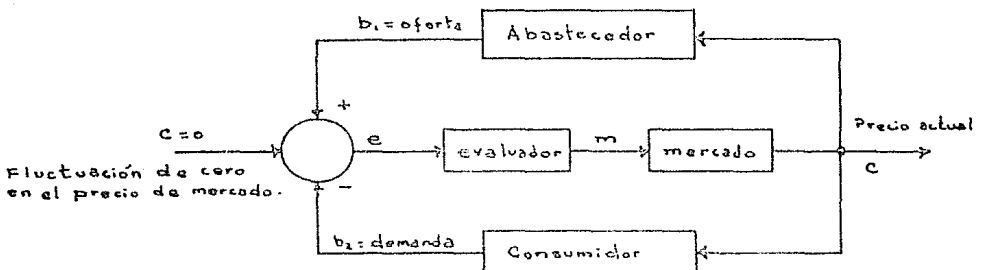 b₁ = oferta
Abastecedor
+
c = o
e
evaluador
m
mercado
Precio actual
c
Fluctuación de cero
en el precio de mercado.
-
b₂ = demanda
Consumidor